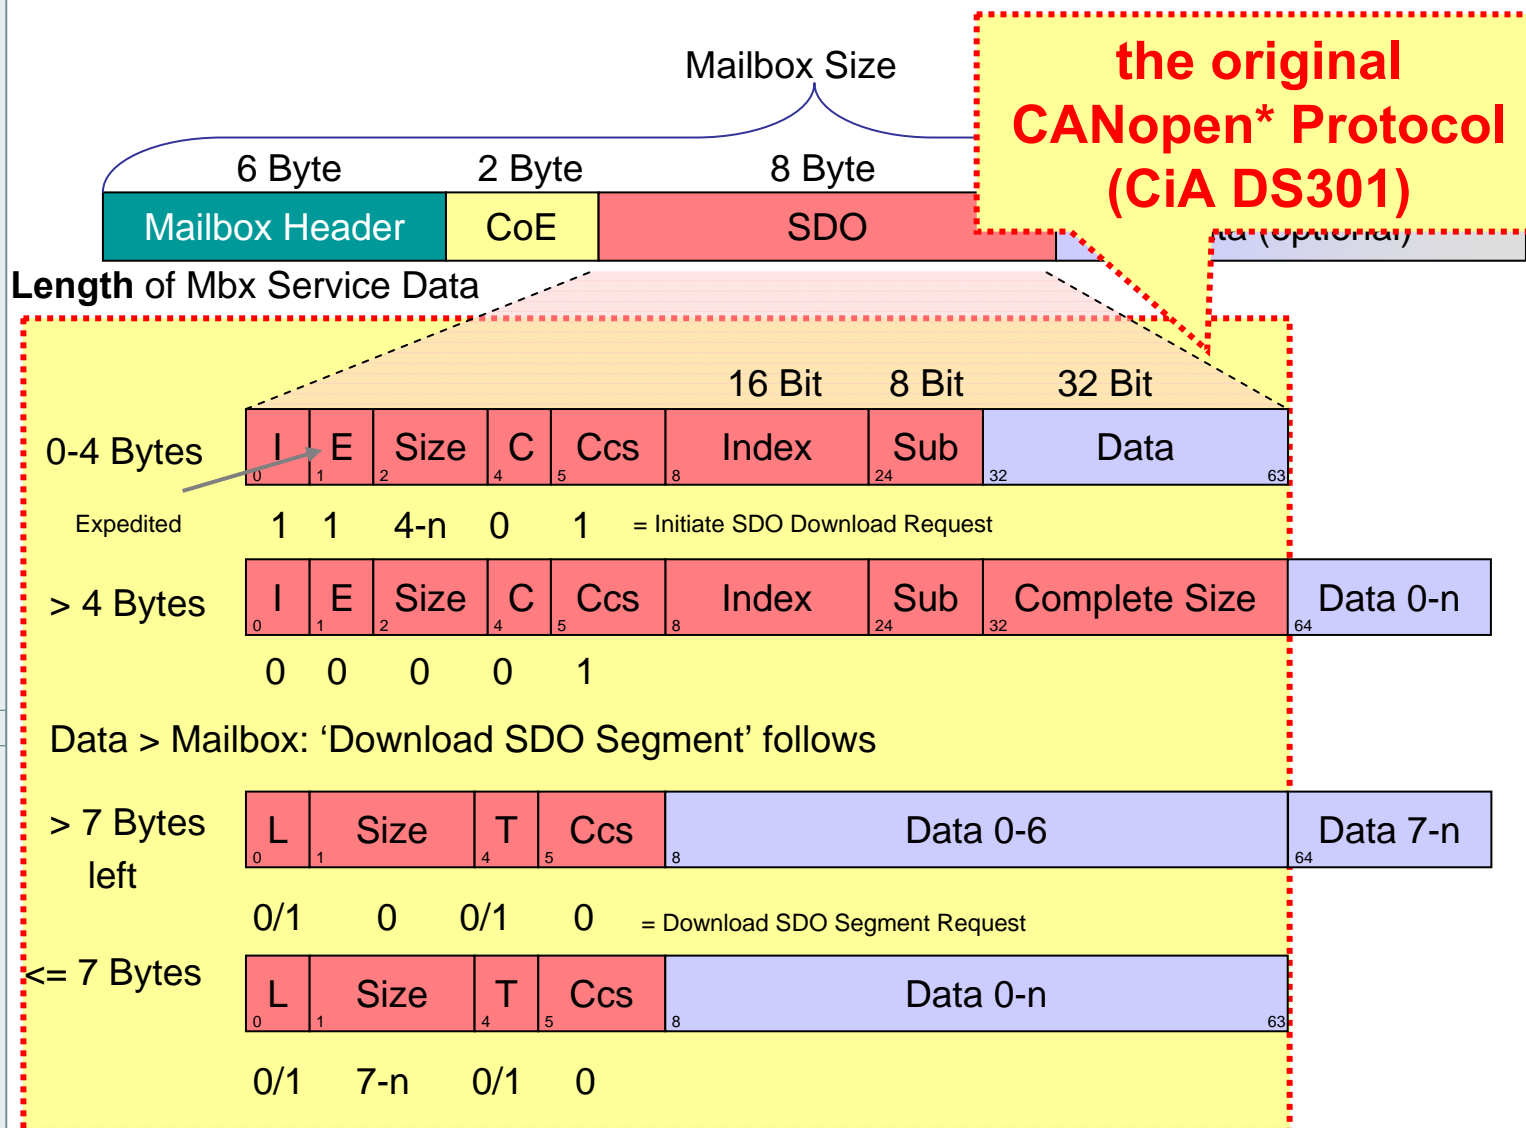 Mailbox Size
the original
CANopen* Protocol
(CiA DS301)
6 Byte 2 Byte 8 Byte
Mailbox Header CoE SDO (optional)
Length of Mbx Service Data
16 Bit 8 Bit 32 Bit
0-4 Bytes I E Size C Ccs Index Sub Data
0 1 2 4 5 8 24 32 63
Expedited 1 1 4-n 0 1 = Initiate SDO Download Request
> 4 Bytes I E Size C Ccs Index Sub Complete Size Data 0-n
0 1 2 4 5 8 24 32 64
0 0 0 0 1
Data > Mailbox: ‘Download SDO Segment’ follows
> 7 Bytes L Size T Ccs Data 0-6 Data 7-n
0 1 4 5 8 64
left
0/1 0 0/1 0 = Download SDO Segment Request
<= 7 Bytes L Size T Ccs Data 0-n
0 1 4 5 8 63
0/1 7-n 0/1 0